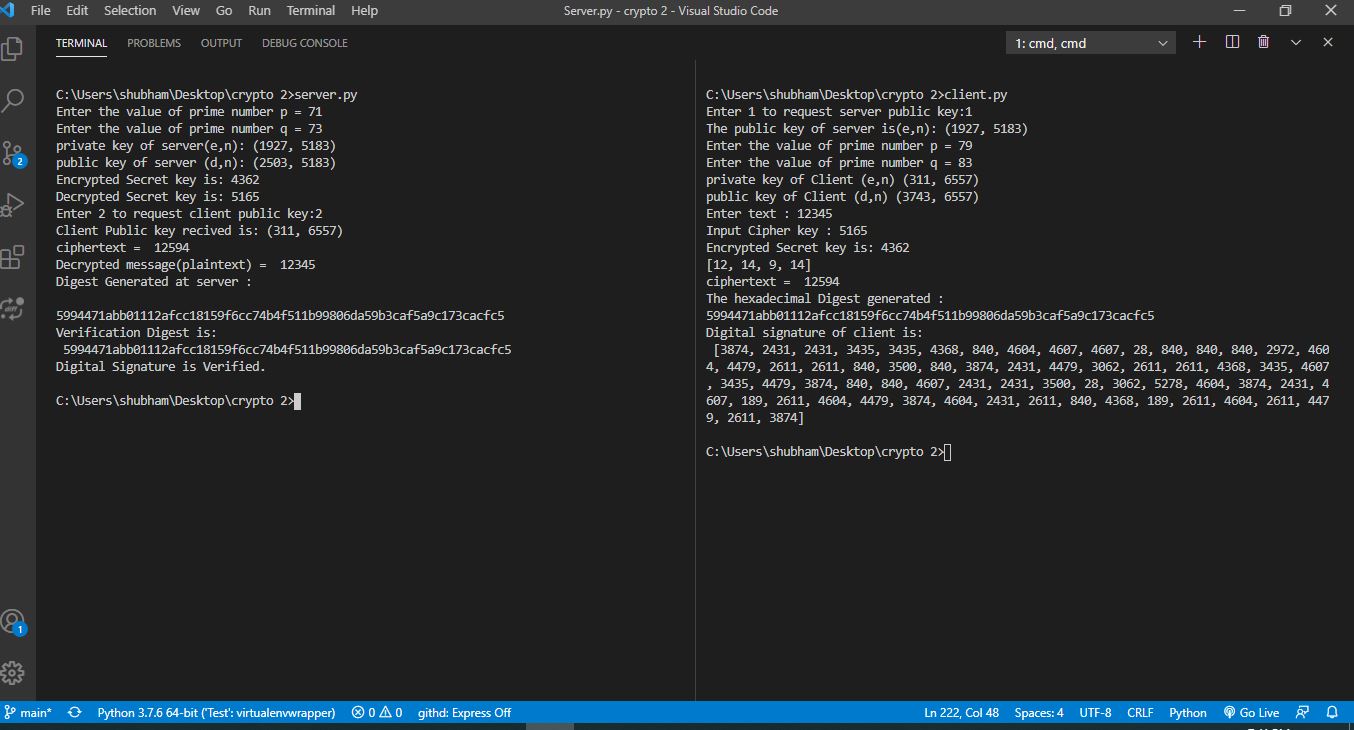 File Edit Selection View Go Run Terminal Help
Server.py - crypto 2 - Visual Studio Code
TERMINAL PROBLEMS OUTPUT DEBUG CONSOLE
1: cmd, cmd
C:\Users\shubham\Desktop\crypto 2>server.py
Enter the value of prime number p = 71
Enter the value of prime number q = 73
private key of server(e,n): (1927, 5183)
public key of server (d,n): (2503, 5183)
Encrypted Secret key is: 4362
Decrypted Secret key is: 5165
Enter 2 to request client public key:2
Client Public key recived is: (311, 6557)
ciphertext =  12594
Decrypted message(plaintext) =  12345
Digest Generated at server :
5994471abb01112afcc18159f6cc74b4f511b99806da59b3caf5a9c173cacfc5
Verification Digest is:
5994471abb01112afcc18159f6cc74b4f511b99806da59b3caf5a9c173cacfc5
Digital Signature is Verified.
C:\Users\shubham\Desktop\crypto 2>
C:\Users\shubham\Desktop\crypto 2>client.py
Enter 1 to request server public key:1
The public key of server is(e,n): (1927, 5183)
Enter the value of prime number p = 79
Enter the value of prime number q = 83
private key of Client (e,n) (311, 6557)
public key of Client (d,n) (3743, 6557)
Enter text : 12345
Input Cipher key : 5165
Encrypted Secret key is: 4362
[12, 14, 9, 14]
ciphertext =  12594
The hexadecimal Digest generated :
5994471abb01112afcc18159f6cc74b4f511b99806da59b3caf5a9c173cacfc5
Digital signature of client is:
[3874, 2431, 2431, 3435, 3435, 4368, 840, 4604, 4607, 4607, 28, 840, 840, 840, 2972, 460
4, 4479, 2611, 2611, 840, 3500, 840, 3874, 2431, 4479, 3062, 2611, 2611, 4368, 3435, 4607
, 3435, 4479, 3874, 840, 840, 4607, 2431, 2431, 3500, 28, 3062, 5278, 4604, 3874, 2431, 4
607, 189, 2611, 4604, 4479, 3874, 4604, 2431, 2611, 840, 4368, 189, 2611, 4604, 2611, 447
9, 2611, 3874]
C:\Users\shubham\Desktop\crypto 2>
2
1
main* Python 3.7.6 64-bit ('Test': virtualenvwrapper) 0 0 githd: Express Off Ln 222, Col 48 Spaces: 4 UTF-8 CRLF Python Go Live